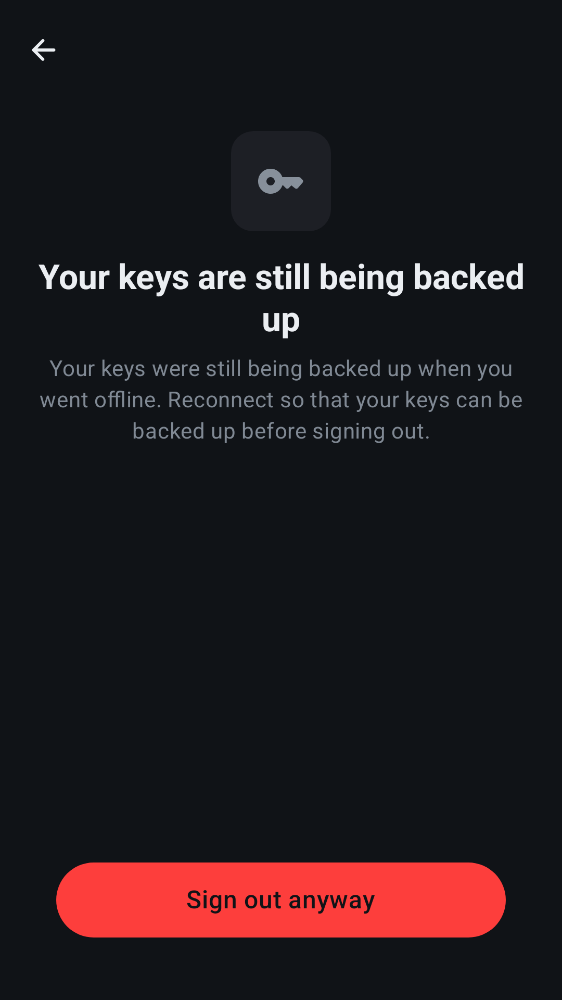 Your keys are still being backed
up
Your keys were still being backed up when you
went offline. Reconnect so that your keys can be
backed up before signing out.
Sign out anyway